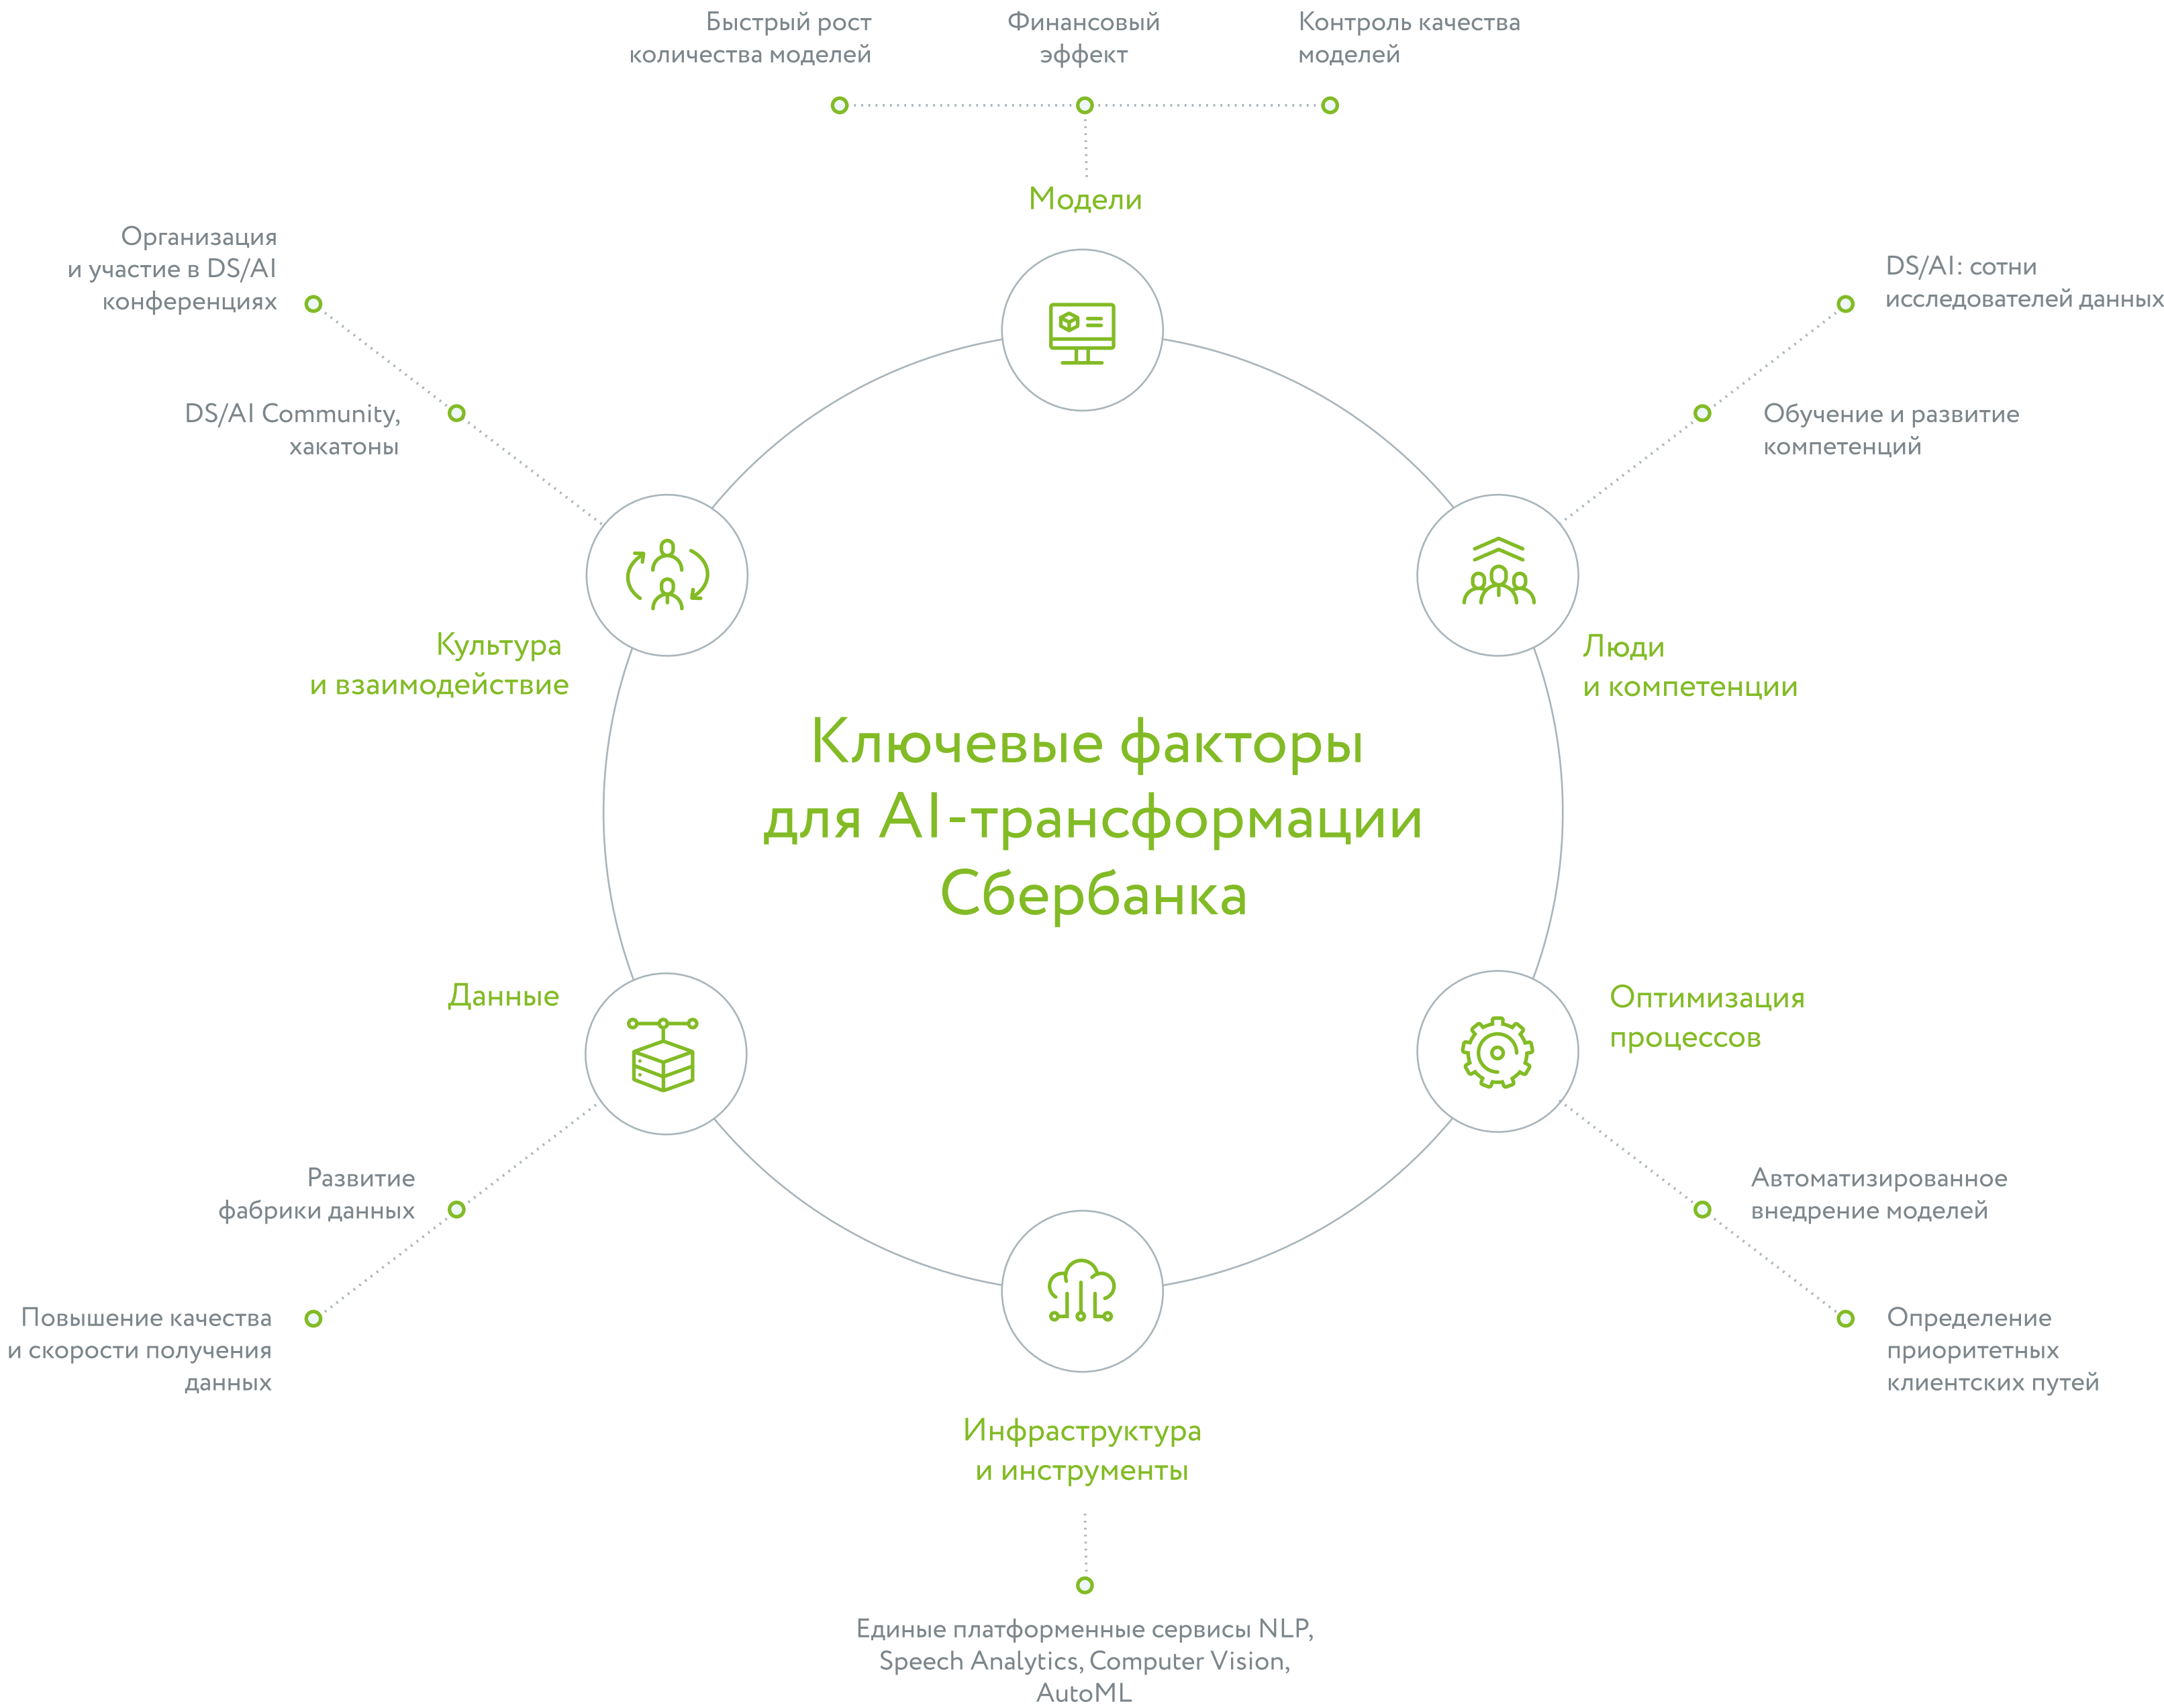 Быстрый рост
количества моделей
Финансовый
эффект
Контроль качества
моделей
Модели
Организация
и участие в DS/AI
конференциях
DS/AI Community,
хакатоны
Культура
и взаимодействие
DS/AI: сотни
исследователей данных
Обучение и развитие
компетенций
Люди
и компетенции
Ключевые факторы
для AI-трансформации
Сбербанка
Данные
Развитие
фабрики данных
Повышение качества
и скорости получения
данных
Оптимизация
процессов
Автоматизированное
внедрение моделей
Определение
приоритетных
клиентских путей
Инфраструктура
и инструменты
Единые платформенные сервисы NLP,
Speech Analytics, Computer Vision,
AutoML